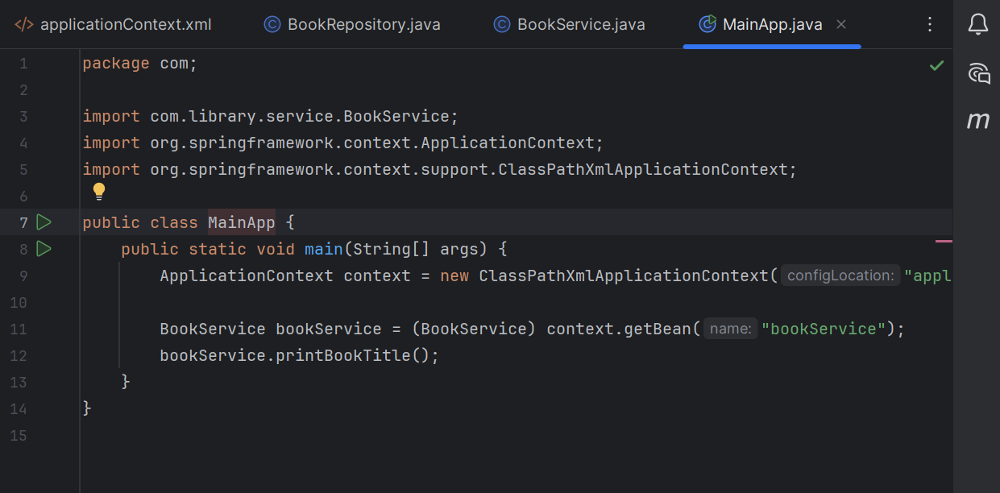 applicationContext.xml BookRepository.java BookService.java MainApp.java
1 package com;
2
3 import com.library.service.BookService;
4 import org.springframework.context.ApplicationContext;
5 import org.springframework.context.support.ClassPathXmlApplicationContext;
6
7 public class MainApp {
8 public static void main(String[] args) {
9 ApplicationContext context = new ClassPathXmlApplicationContext( configLocation: "appl
10
11 BookService bookService = (BookService) context.getBean( name: "bookService");
12 bookService.printBookTitle();
13 }
14 }
15
m